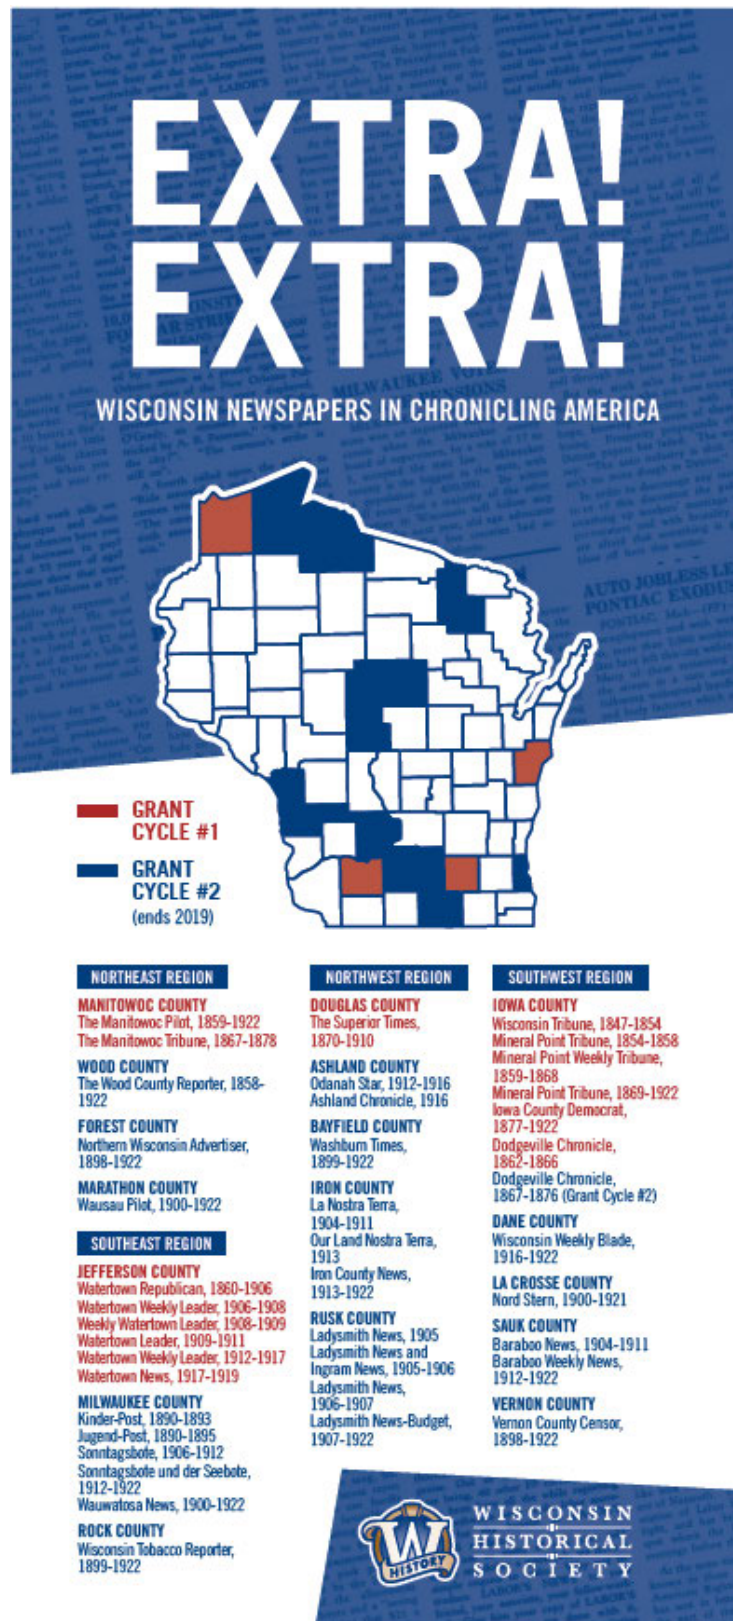 EXTRA!
EXTRA!
WISCONSIN NEWSPAPERS IN CHRONICLING AMERICA
GRANT
CYCLE #1
GRANT
CYCLE #2
(ends 2019)
NORTHEAST REGION
MANITOWOC COUNTY
The Manitowoc Pilot, 1859-1922
The Manitowoc Tribune, 1867-1878
WOOD COUNTY
The Wood County Reporter, 1858-
1922
FOREST COUNTY
Northern Wisconsin Advertiser,
1898-1922
MARATHON COUNTY
Wausau Pilot, 1900-1922
SOUTHEAST REGION
JEFFERSON COUNTY
Watertown Republican, 1860-1906
Watertown Weekly Leader, 1906-1908
Weekly Watertown Leader, 1908-1909
Watertown Leader, 1909-1911
Watertown Weekly Leader, 1912-1917
Watertown News, 1917-1919
MILWAUKEE COUNTY
Kinder-Post, 1890-1893
Jugend-Post, 1890-1895
Sonntagsbote, 1906-1912
Sonntagsbote und der Seebote,
1912-1922
Wauwatosa News, 1900-1922
ROCK COUNTY
Wisconsin Tobacco Reporter,
1899-1922
NORTHWEST REGION
DOUGLAS COUNTY
The Superior Times,
1870-1910
ASHLAND COUNTY
Odanah Star, 1912-1916
Ashland Chronicle, 1916
BAYFIELD COUNTY
Washburn Times,
1899-1922
IRON COUNTY
La Nostra Terra,
1904-1911
Our Land Nostra Terra,
1913
Iron County News,
1913-1922
RUSK COUNTY
Ladysmith News, 1905
Ladysmith News and
Ingram News, 1905-1906
Ladysmith News,
1906-1907
Ladysmith News-Budget,
1907-1922
SOUTHWEST REGION
IOWA COUNTY
Wisconsin Tribune, 1847-1854
Mineral Point Tribune, 1854-1858
Mineral Point Weekly Tribune,
1859-1868
Mineral Point Tribune, 1869-1922
Iowa County Democrat,
1877-1922
Dodgeville Chronicle,
1862-1866
Dodgeville Chronicle,
1867-1876 (Grant Cycle #2)
DANE COUNTY
Wisconsin Weekly Blade,
1916-1922
LA CROSSE COUNTY
Nord Stern, 1900-1921
SAUK COUNTY
Baraboo News, 1904-1911
Baraboo Weekly News,
1912-1922
VERNON COUNTY
Vernon County Censor,
1898-1922
W
HISTORY
WISCONSIN
HISTORICAL
SOCIETY